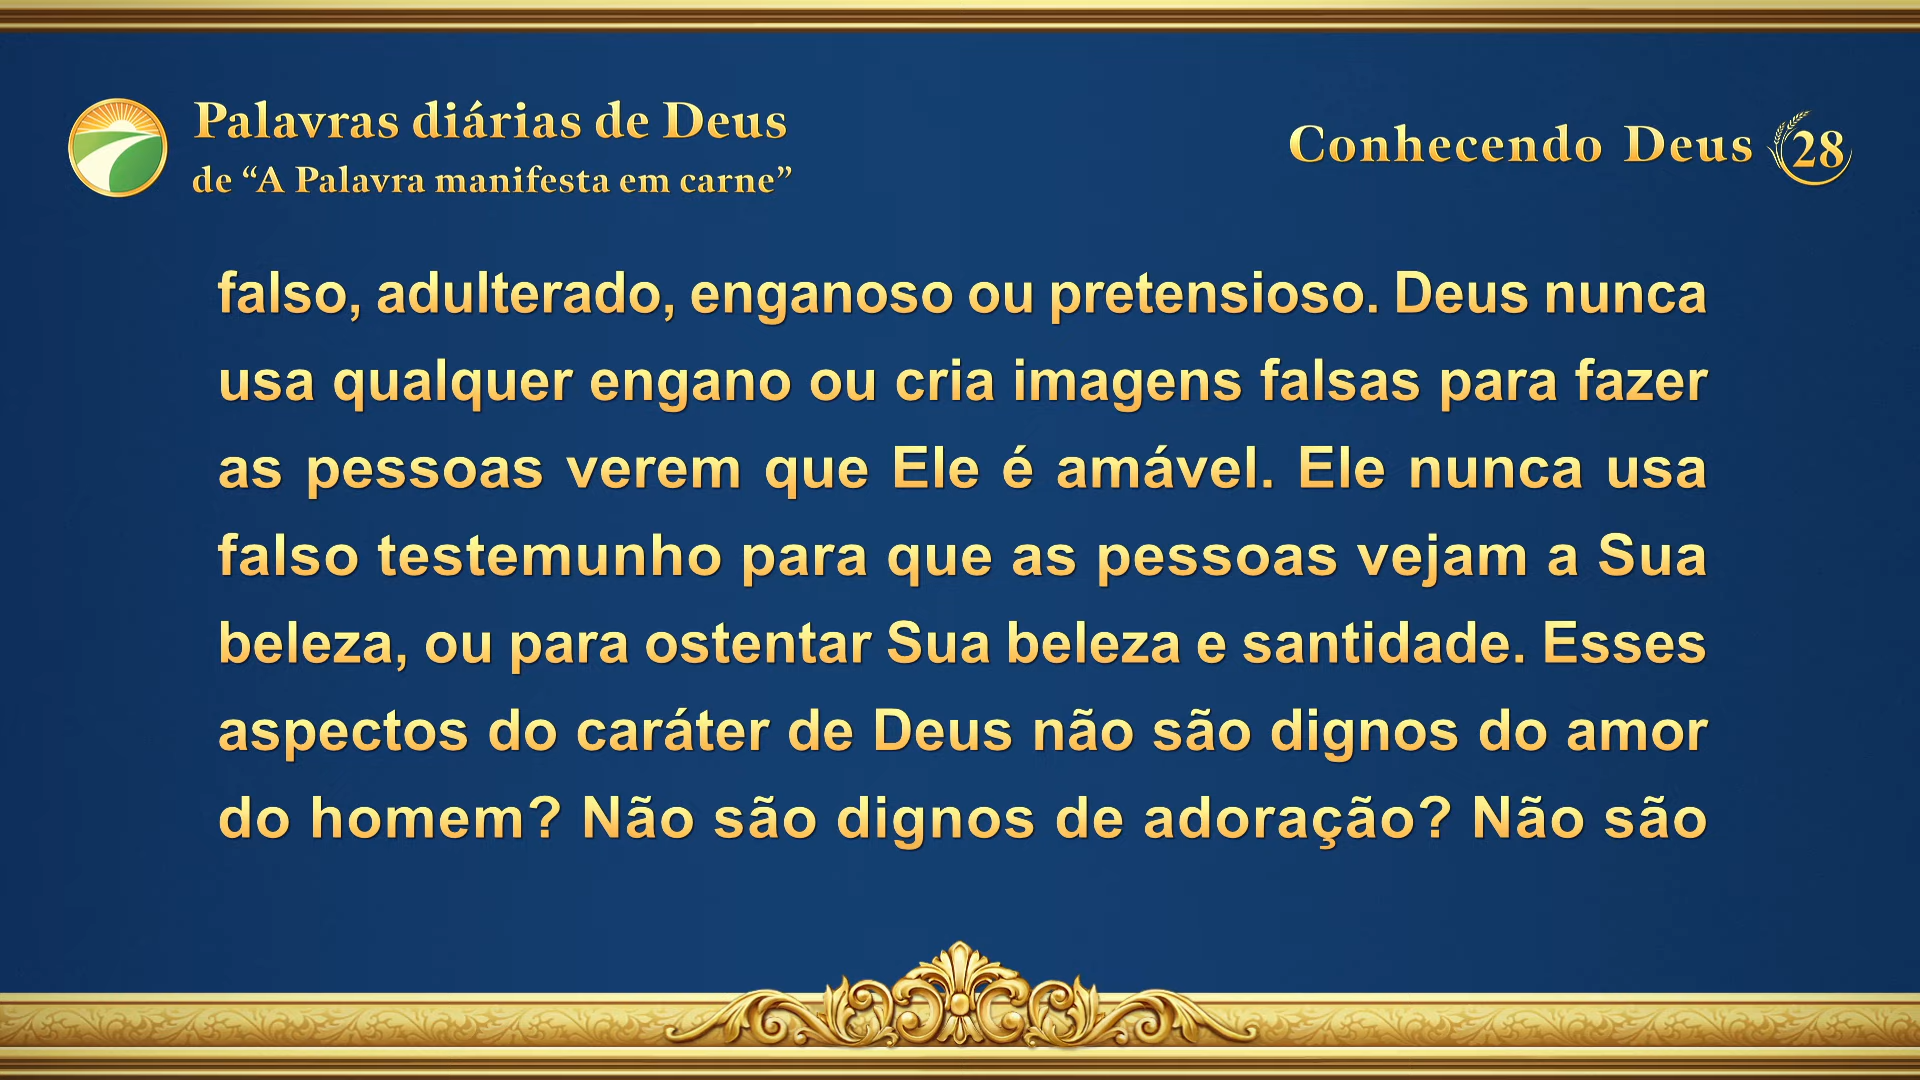 Palavras diárias de Deus
de “A Palavra manifesta em carne”
Conhecendo Deus 28
falso, adulterado, enganoso ou pretensioso. Deus nunca
usa qualquer engano ou cria imagens falsas para fazer
as pessoas verem que Ele é amável. Ele nunca usa
falso testemunho para que as pessoas vejam a Sua
beleza, ou para ostentar Sua beleza e santidade. Esses
aspectos do caráter de Deus não são dignos do amor
do homem? Não são dignos de adoração? Não são